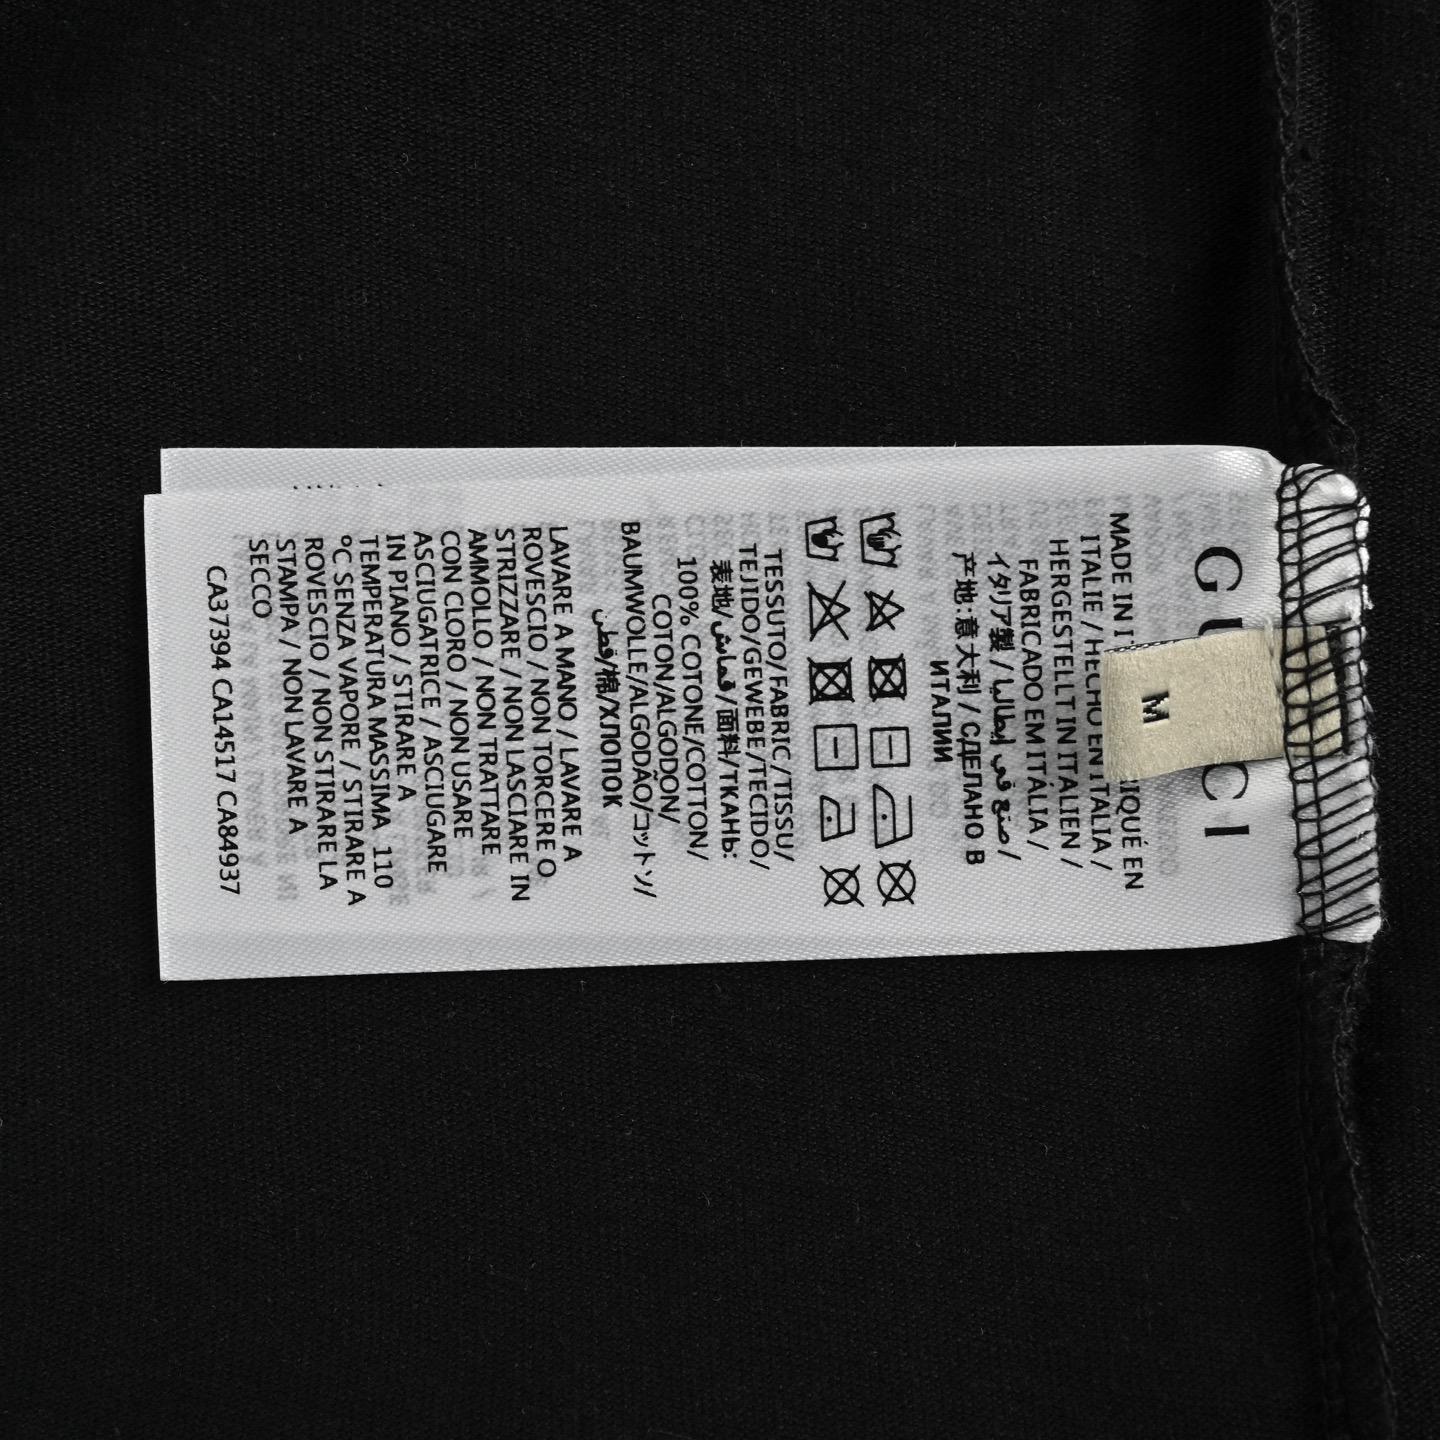 GUCCI
M
MADE IN
ITALIE / HECHO EN ITALIA /
HERGESTELLT IN ITALIEN /
FABRICADO EM ITÁLIA /
イタリア製 / صنع في إيطاليا /
产地:意大利 / СДЕЛАНО В
ИТАЛИИ
TESSUTO/FABRIC/TISSU/
TEJIDO/GEWEBE/TECIDO/
表地/قماش/面料/ТКАНЬ:
100% COTONE/COTTON/
COTON/ALGODON/
BAUMWOLLE/ALGODÃO/コットン/
قطن/棉/ХЛОПОК
LAVARE A MANO / LAVARE A
ROVESCIO / NON TORCERE O
STRIZZARE / NON LASCIARE IN
AMMOLLO / NON TRATTARE
CON CLORO / NON USARE
ASCIUGATRICE / ASCIUGARE
IN PIANO / STIRARE A
TEMPERATURA MASSIMA 110
°C SENZA VAPORE / STIRARE A
ROVESCIO / NON STIRARE LA
STAMPA / NON LAVARE A
SECCO
CA37394 CA14517 CA84937